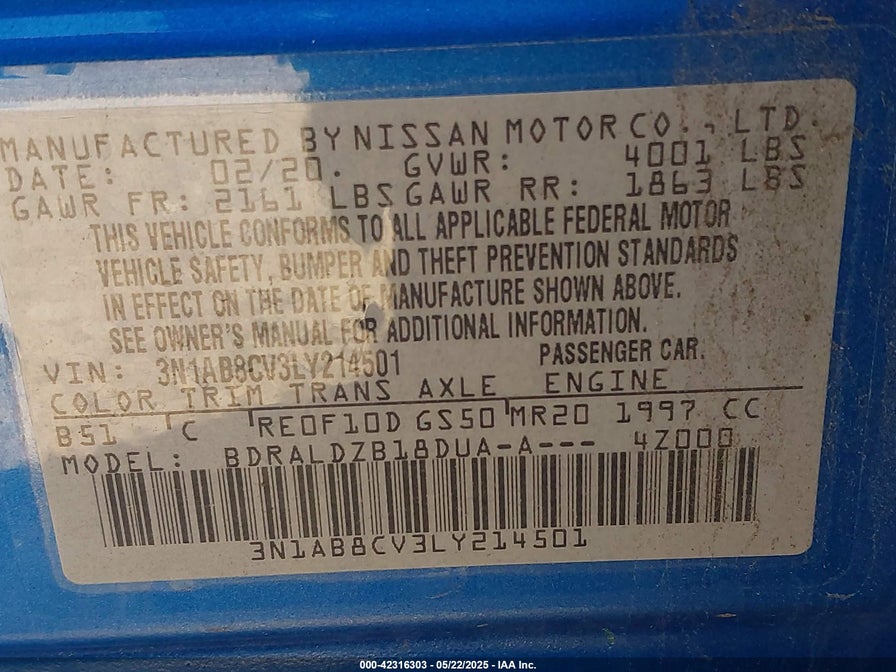 MANUFACTURED BY NISSAN MOTOR CO., LTD.
DATE: 02/20. GVWR: 4001 LBS
GAWR FR: 2161 LBS GAWR RR: 1863 LBS
THIS VEHICLE CONFORMS TO ALL APPLICABLE FEDERAL MOTOR
VEHICLE SAFETY, BUMPER AND THEFT PREVENTION STANDARDS
IN EFFECT ON THE DATE OF MANUFACTURE SHOWN ABOVE.
SEE OWNER'S MANUAL FOR ADDITIONAL INFORMATION.
VIN: 3N1AB8CV3LY214501 PASSENGER CAR.
COLOR TRIM TRANS AXLE ENGINE
B51 C RE0F10D GS50 MR20 1997 CC
MODEL: BDRALDZB18DUA-A--- 4Z000
3N1AB8CV3LY214501
000-42316303 - 05/22/2025 - IAA Inc.